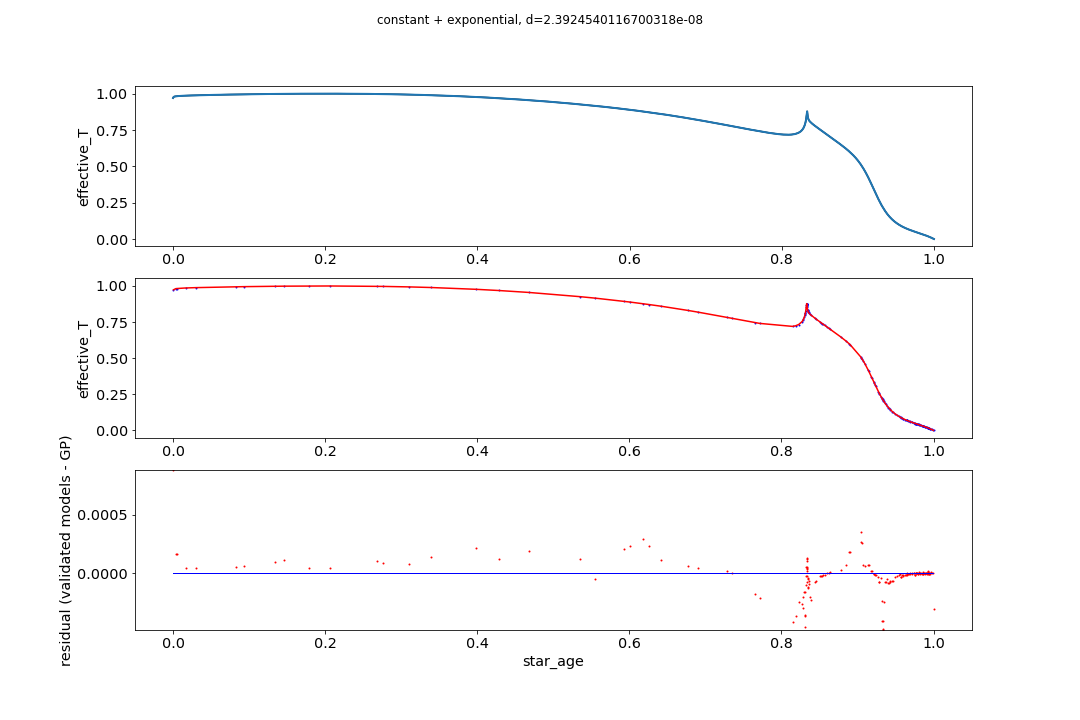 constant + exponential, d=2.3924540116700318e-08
1.00
0.75
0.50
0.25
0.00
effective_T
0.0 0.2 0.4 0.6 0.8 1.0
1.00
0.75
0.50
0.25
0.00
effective_T
0.0 0.2 0.4 0.6 0.8 1.0
0.0005
0.0000
residual (validated models - GP)
0.0 0.2 0.4 0.6 0.8 1.0
star_age